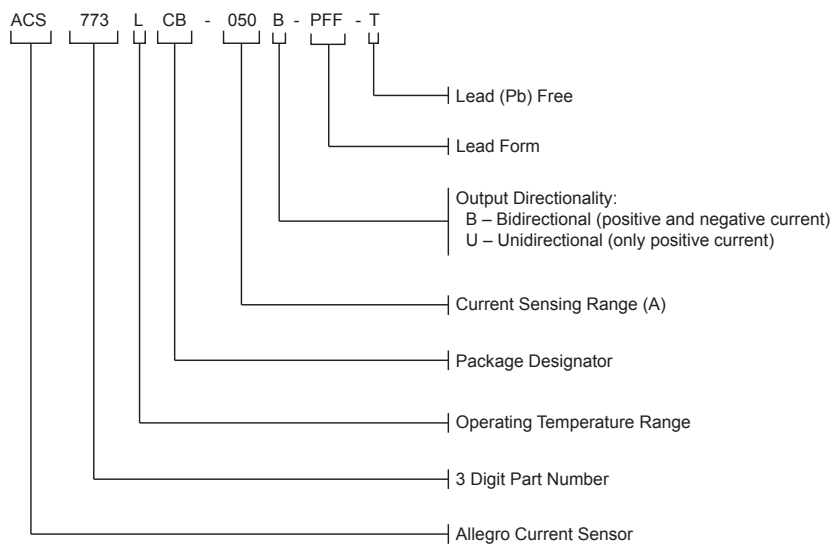 ACS 773 L CB - 050 B - PFF - T
Lead (Pb) Free
Lead Form
Output Directionality:
B – Bidirectional (positive and negative current)
U – Unidirectional (only positive current)
Current Sensing Range (A)
Package Designator
Operating Temperature Range
3 Digit Part Number
Allegro Current Sensor